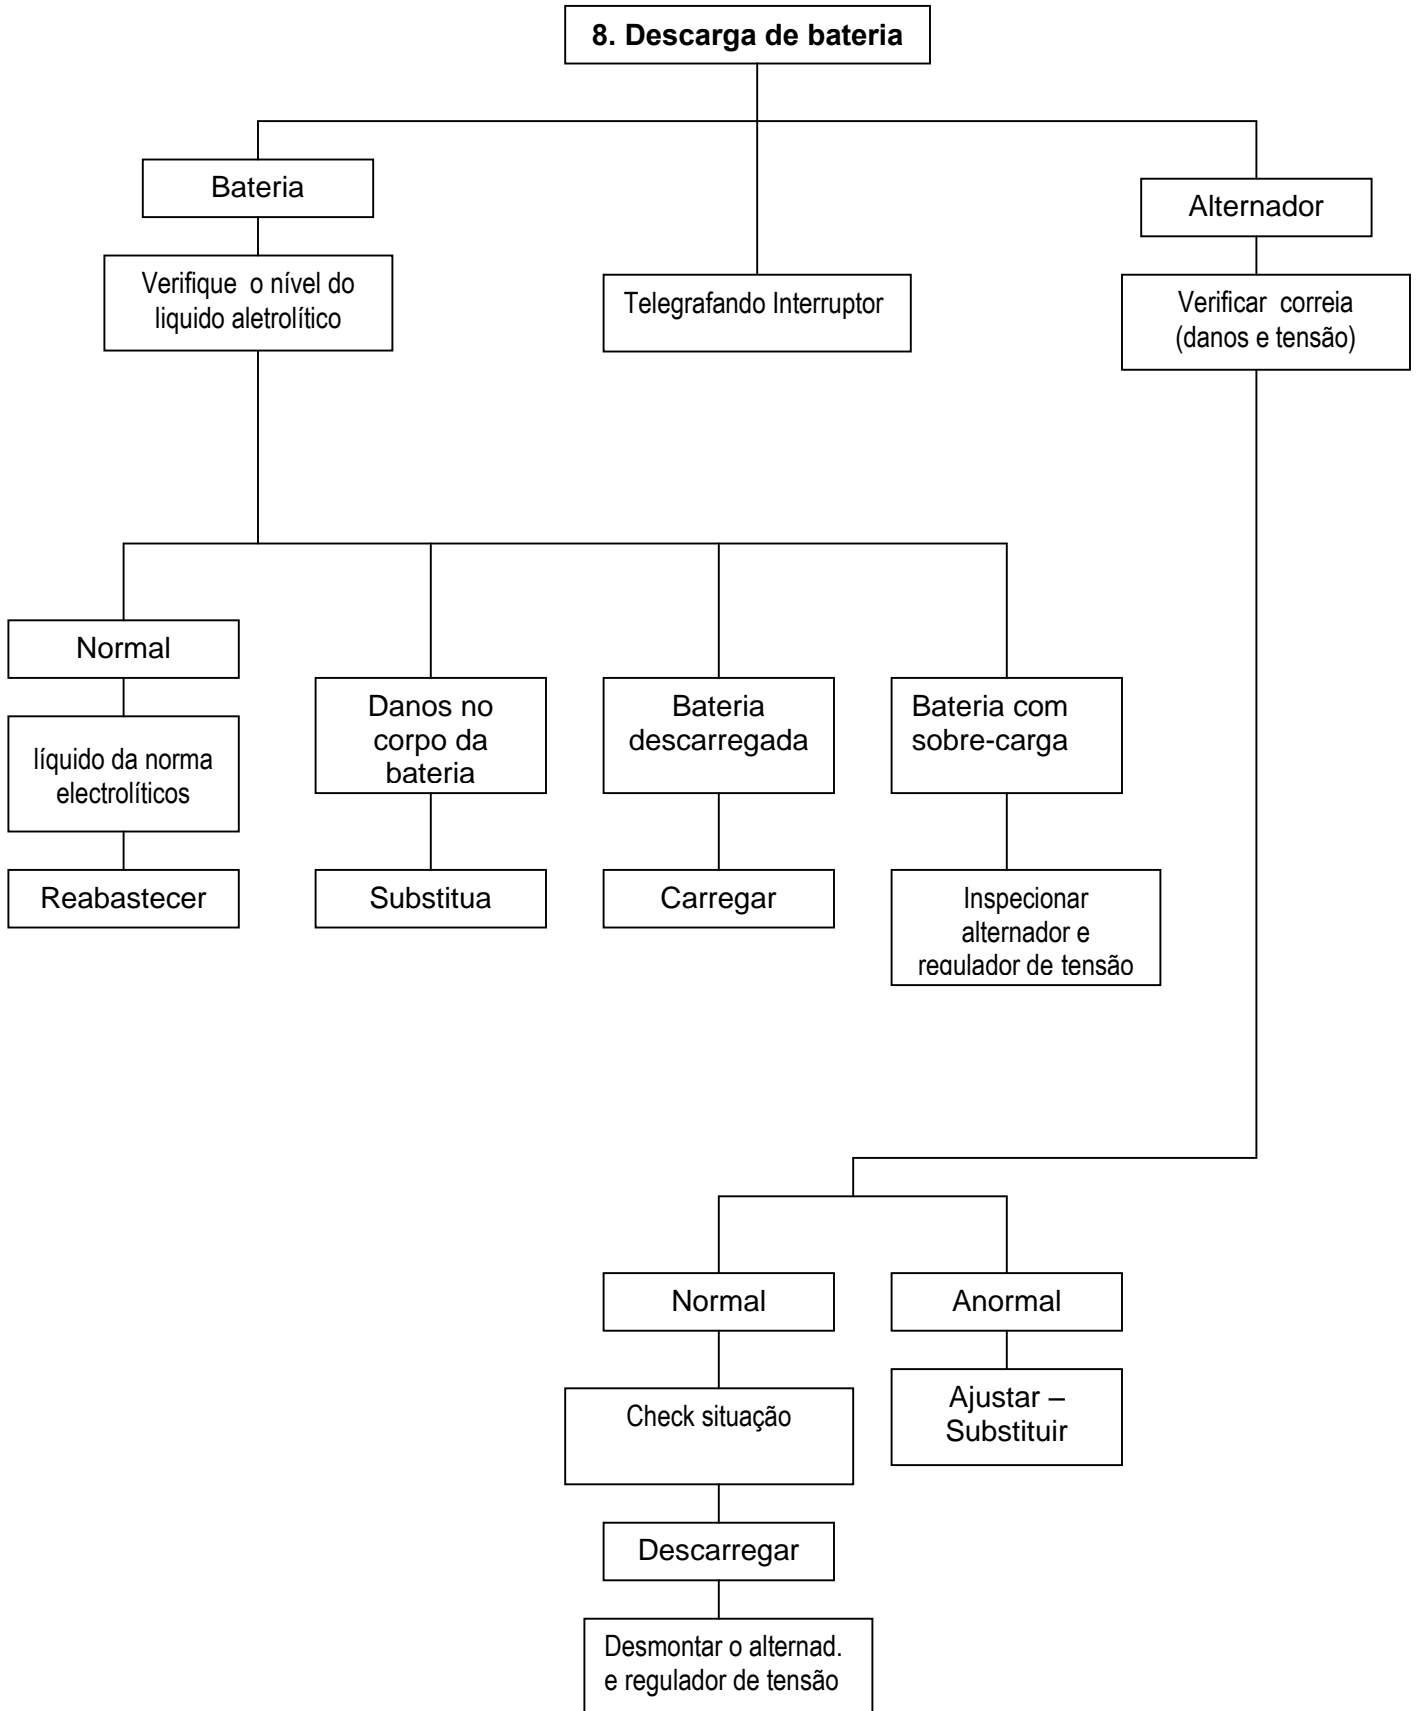 8. Descarga de bateria
Bateria
Alternador
Verifique o nível do
liquido aletrolítico
Telegrafando Interruptor
Verificar correia
(danos e tensão)
Normal
líquido da norma
electrolíticos
Reabastecer
Danos no
corpo da
bateria
Substitua
Bateria
descarregada
Carregar
Bateria com
sobre-carga
Inspecionar
alternador e
regulador de tensão
Normal
Anormal
Check situação
Ajustar –
Substituir
Descarregar
Desmontar o alternad.
e regulador de tensão